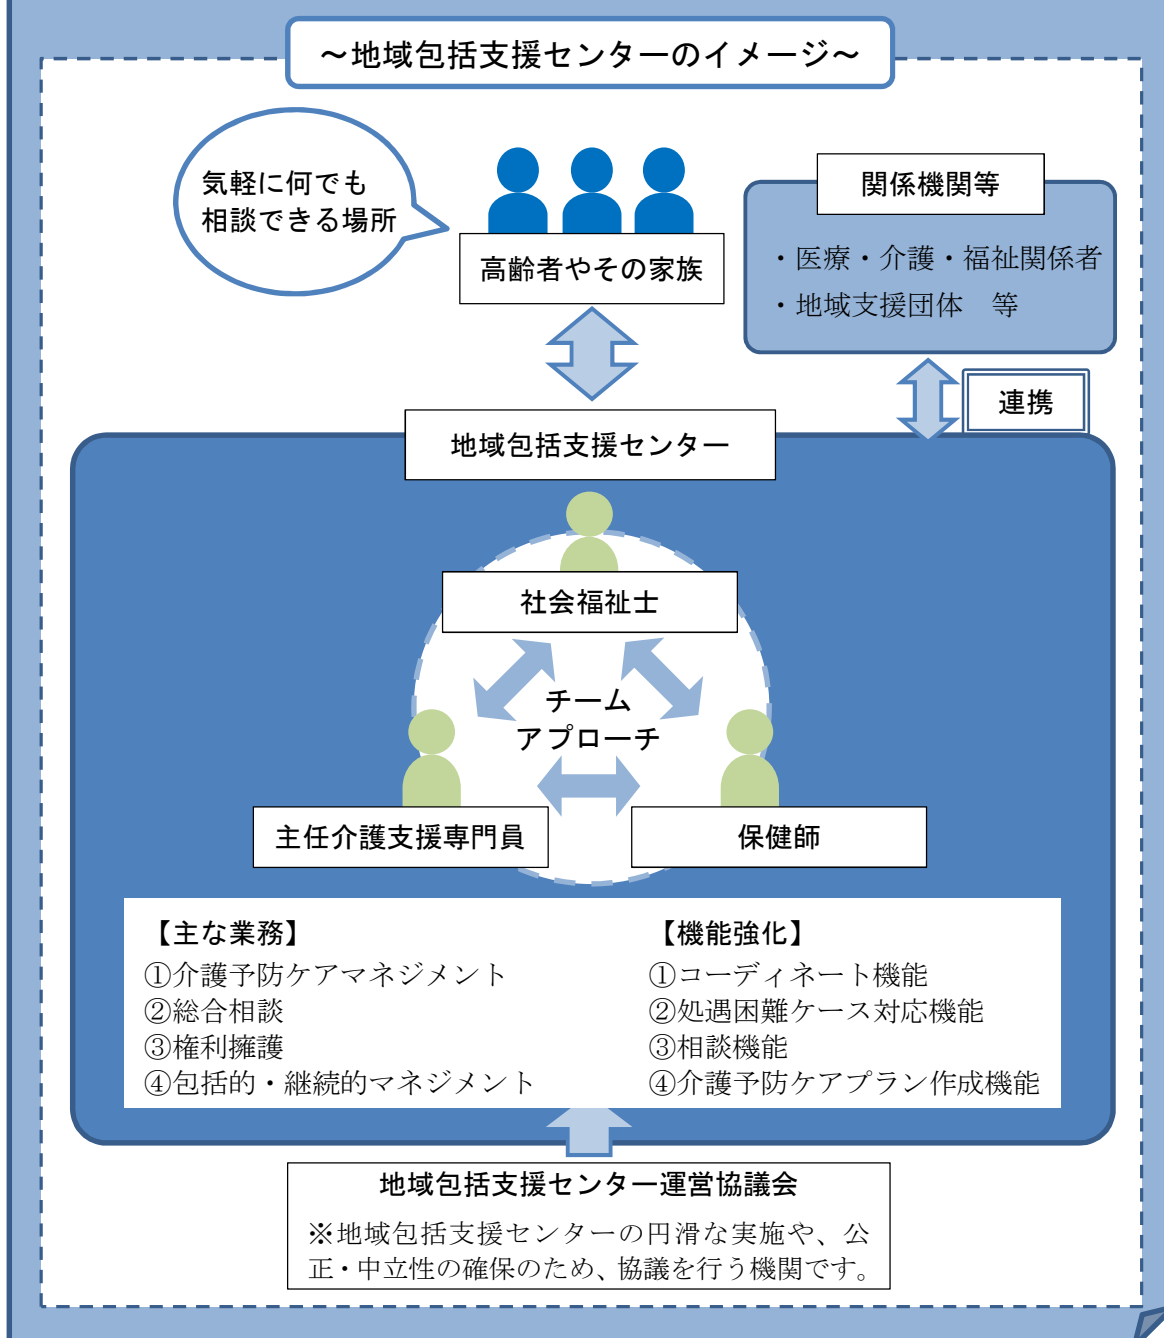 ～地域包括支援センターのイメージ～
気軽に何でも
相談できる場所
高齢者やその家族
関係機関等
・医療・介護・福祉関係者
・地域支援団体　等
連携
地域包括支援センター
社会福祉士
チーム
アプローチ
主任介護支援専門員
保健師
【主な業務】
①介護予防ケアマネジメント
②総合相談
③権利擁護
④包括的・継続的マネジメント
【機能強化】
①コーディネート機能
②処遇困難ケース対応機能
③相談機能
④介護予防ケアプラン作成機能
地域包括支援センター運営協議会
※地域包括支援センターの円滑な実施や、公
正・中立性の確保のため、協議を行う機関です。